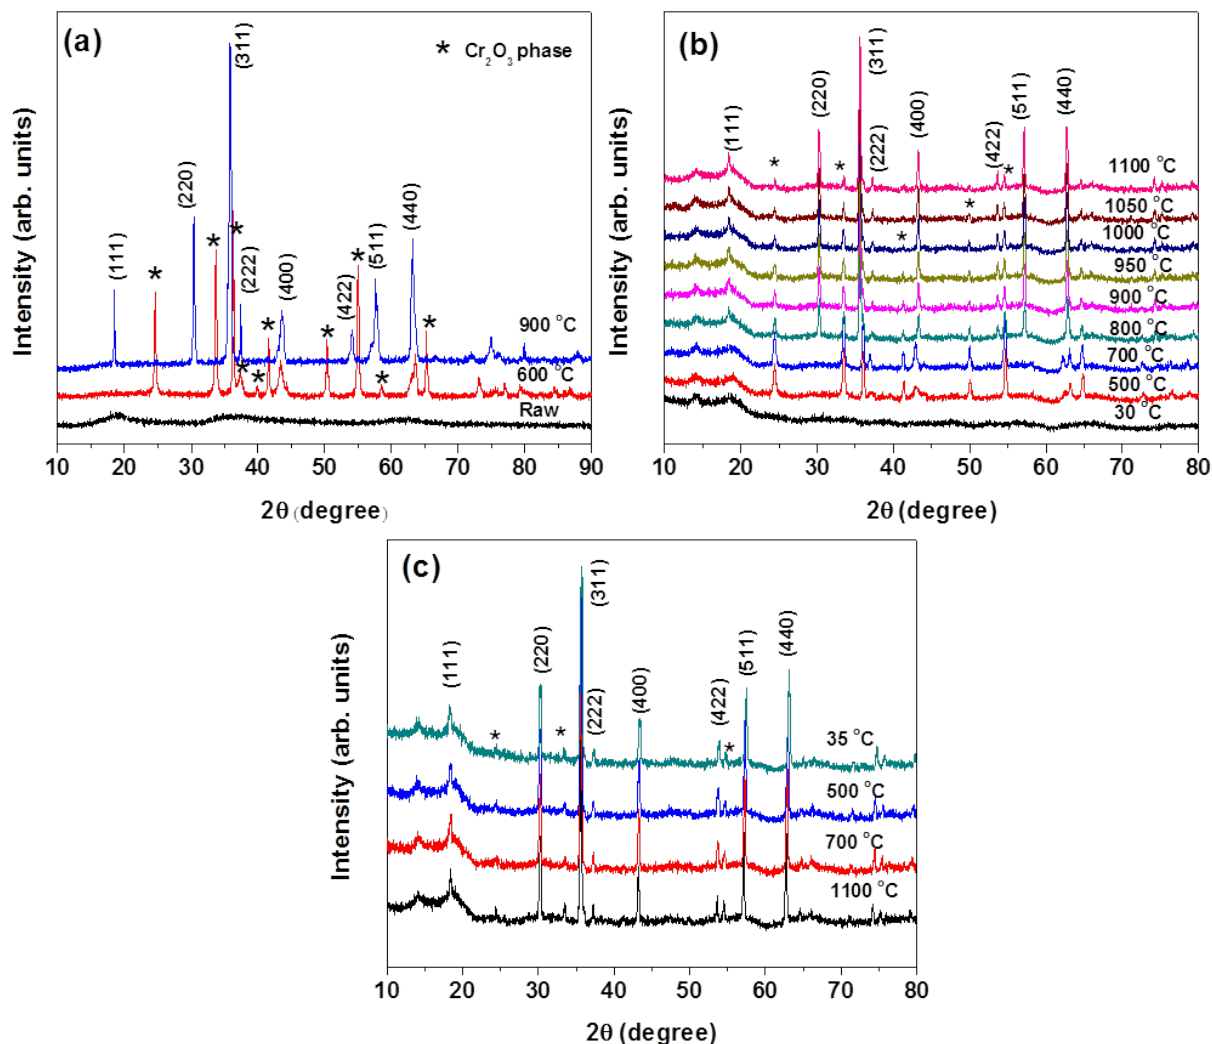 (a)
* Cr2O3 phase
(111)
*
(220)
*
(311)
*
(222)
*
*
*
(400)
*
(422)
*
(511)
*
(440)
*
900 °C
600 °C
Raw
Intensity (arb. units)
10 20 30 40 50 60 70 80 90
2θ (degree)
(b)
(111)
*
(220)
*
(311)
(222)
*
(400)
*
(422)
*
(511)
(440)
1100 °C
1050 °C
1000 °C
950 °C
900 °C
800 °C
700 °C
500 °C
30 °C
Intensity (arb. units)
10 20 30 40 50 60 70 80
2θ (degree)
(c)
(111)
*
(220)
*
(311)
(222)
(400)
(422)
*
(511)
(440)
35 °C
500 °C
700 °C
1100 °C
Intensity (arb. units)
10 20 30 40 50 60 70 80
2θ (degree)